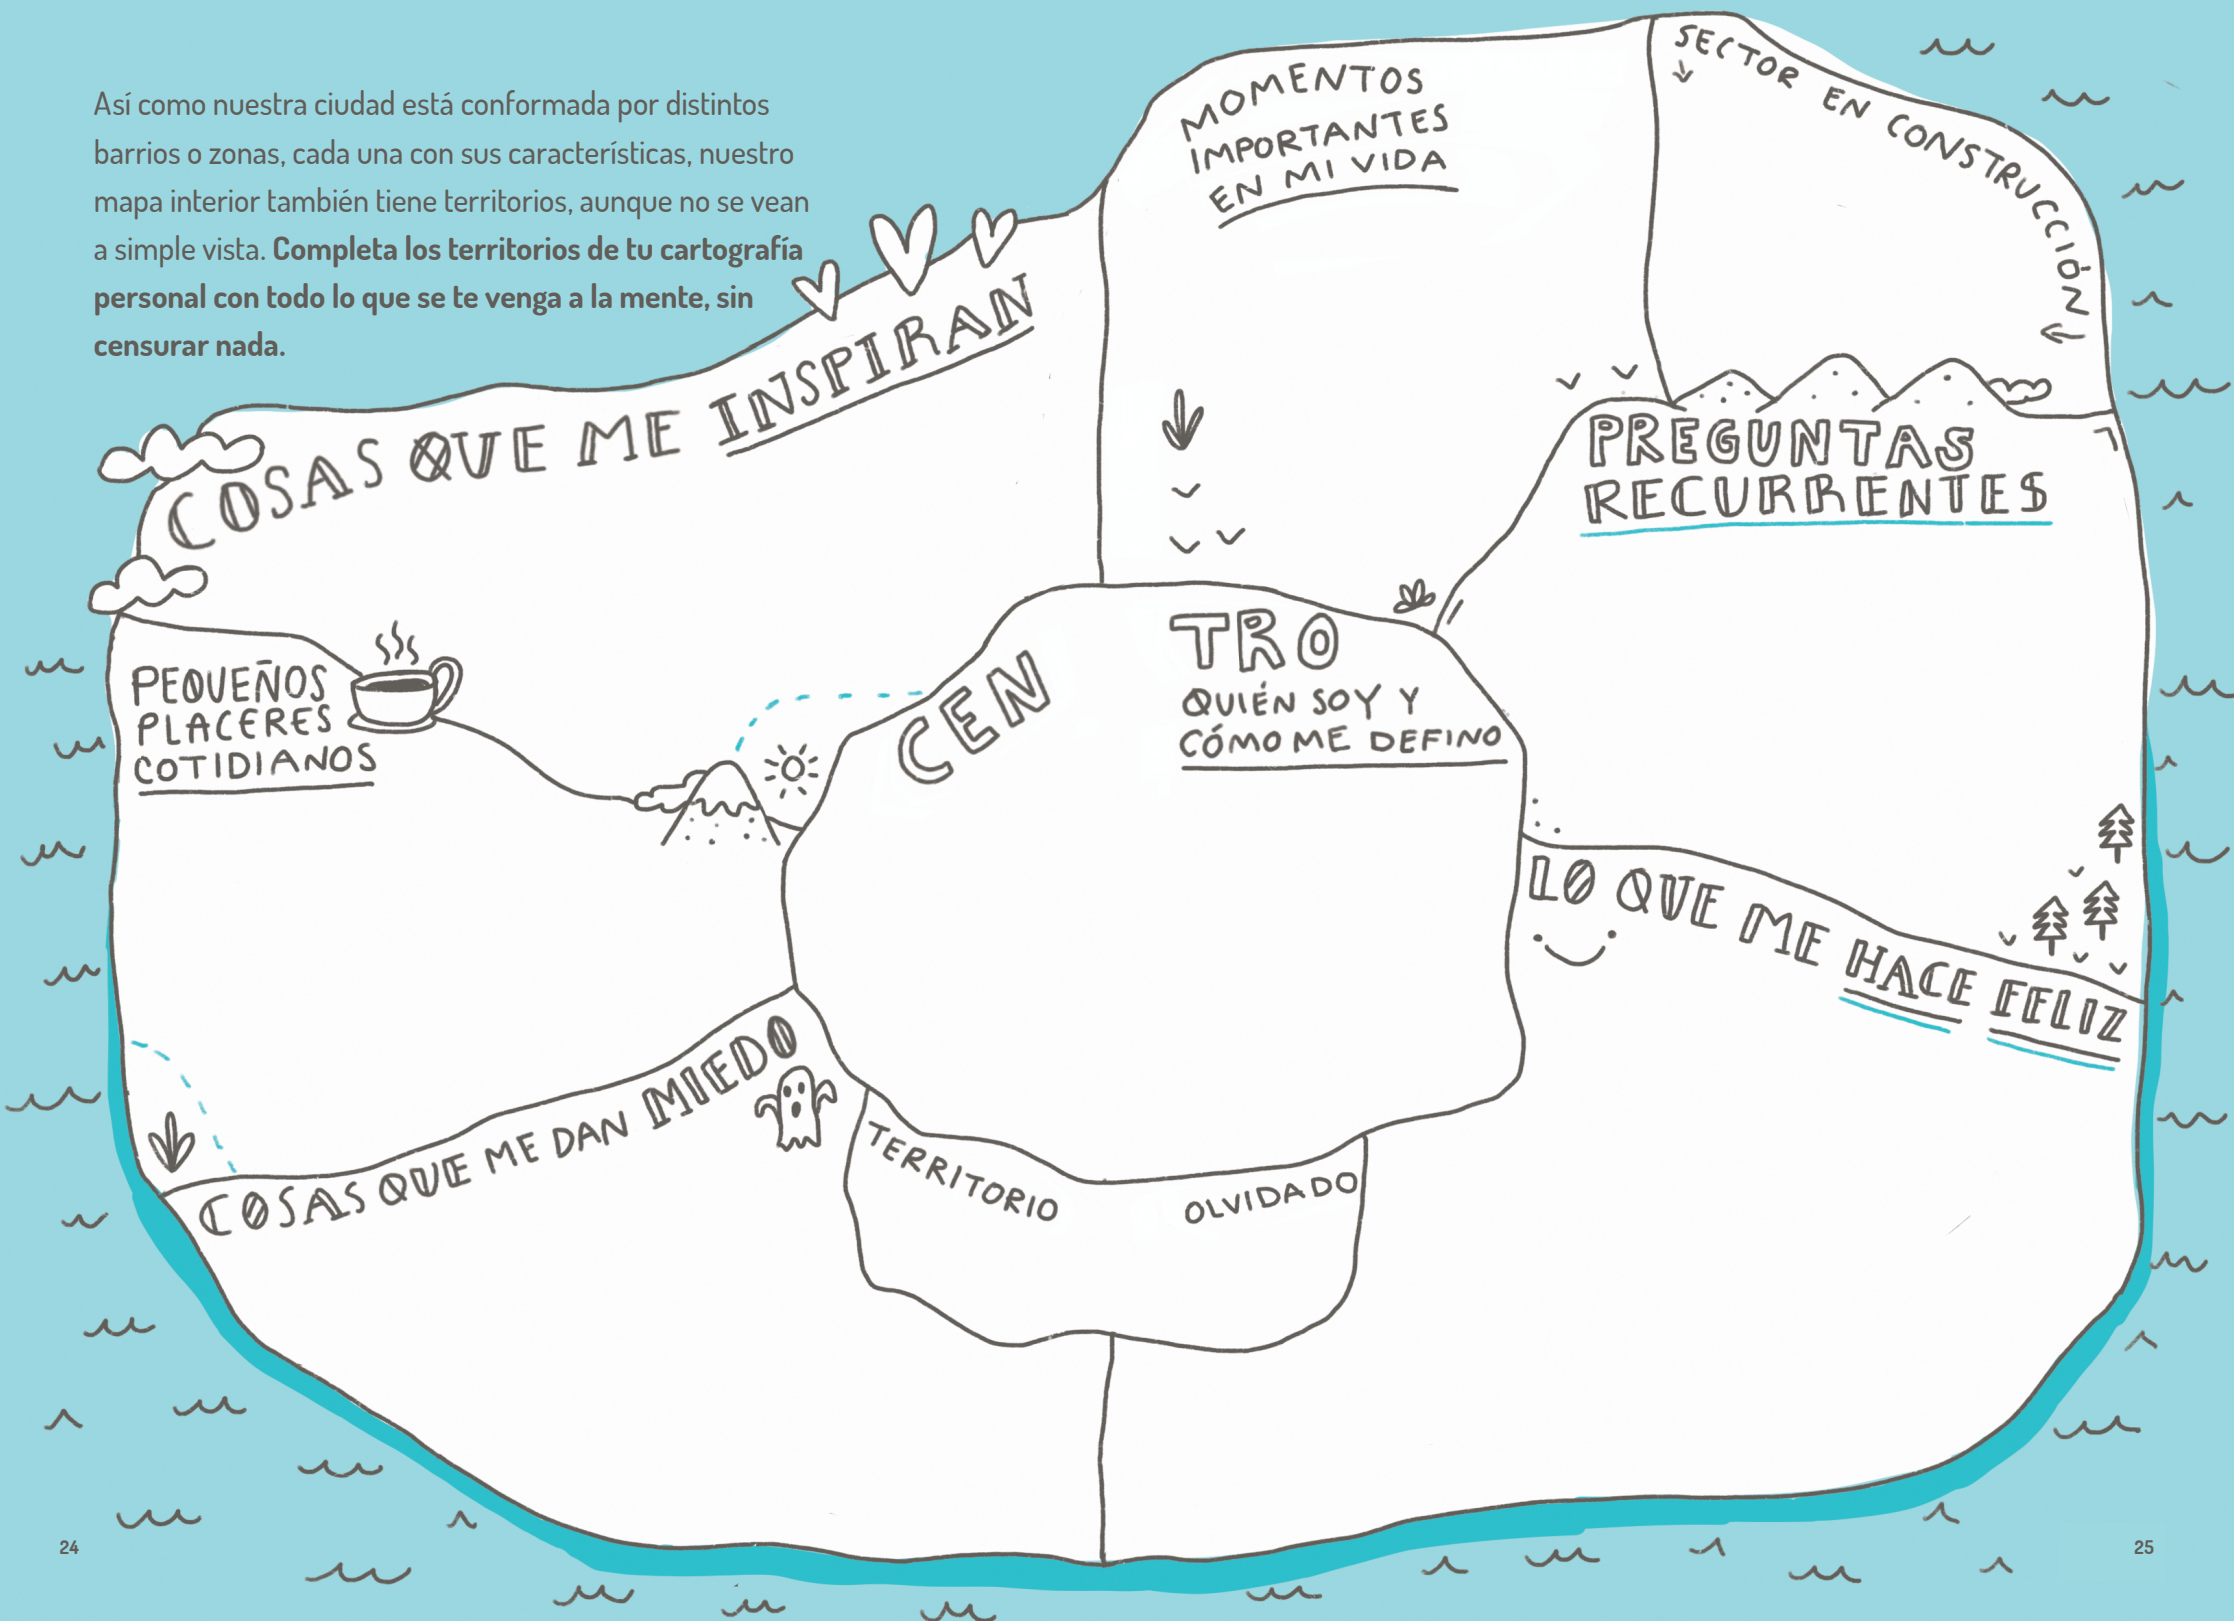 Así como nuestra ciudad está conformada por distintos
barrios o zonas, cada una con sus características, nuestro
mapa interior también tiene territorios, aunque no se vean
a simple vista. Completa los territorios de tu cartografía
personal con todo lo que se te venga a la mente, sin
censurar nada.
COSAS QUE ME INSPIRAN
MOMENTOS
IMPORTANTES
EN MI VIDA
SECTOR EN CONSTRUCCIÓN
PREGUNTAS
RECURRENTES
PEQUEÑOS
PLACERES
COTIDIANOS
CENTRO
QUIÉN SOY Y
CÓMO ME DEFINO
LO QUE ME HACE FELIZ
COSAS QUE ME DAN MIEDO
TERRITORIO OLVIDADO
24
25